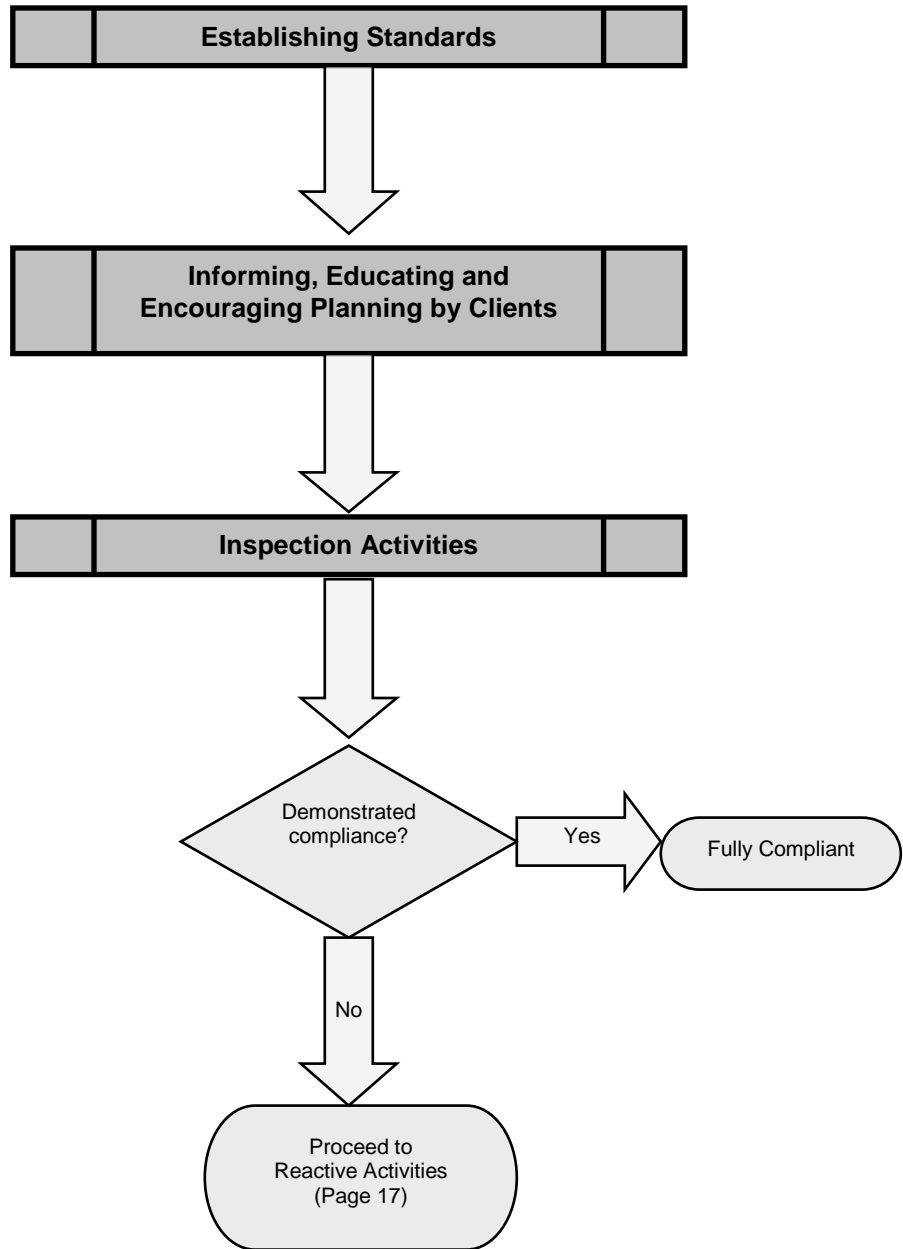 Establishing Standards
Informing, Educating and
Encouraging Planning by Clients
Inspection Activities
Demonstrated
compliance?
Yes
Fully Compliant
No
Proceed to
Reactive Activities
(Page 17)